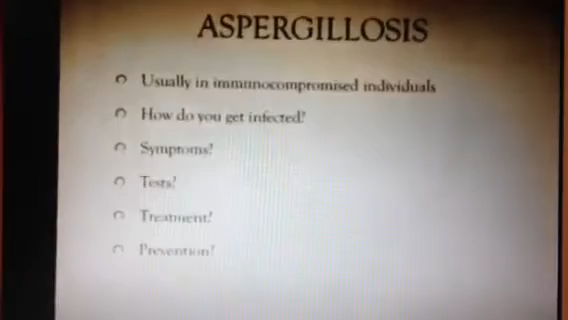 ASPERGILLOSIS
Usually in immunocompromised individuals
How do you get infected?
Symptoms?
Tests?
Treatment?
Prevention?